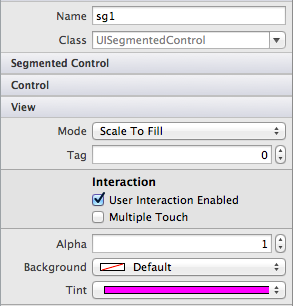 Name sg1
Class UISegmentedControl
Segmented Control
Control
View
Mode Scale To Fill
Tag 0
Interaction
User Interaction Enabled
Multiple Touch
Alpha 1
Background Default
Tint